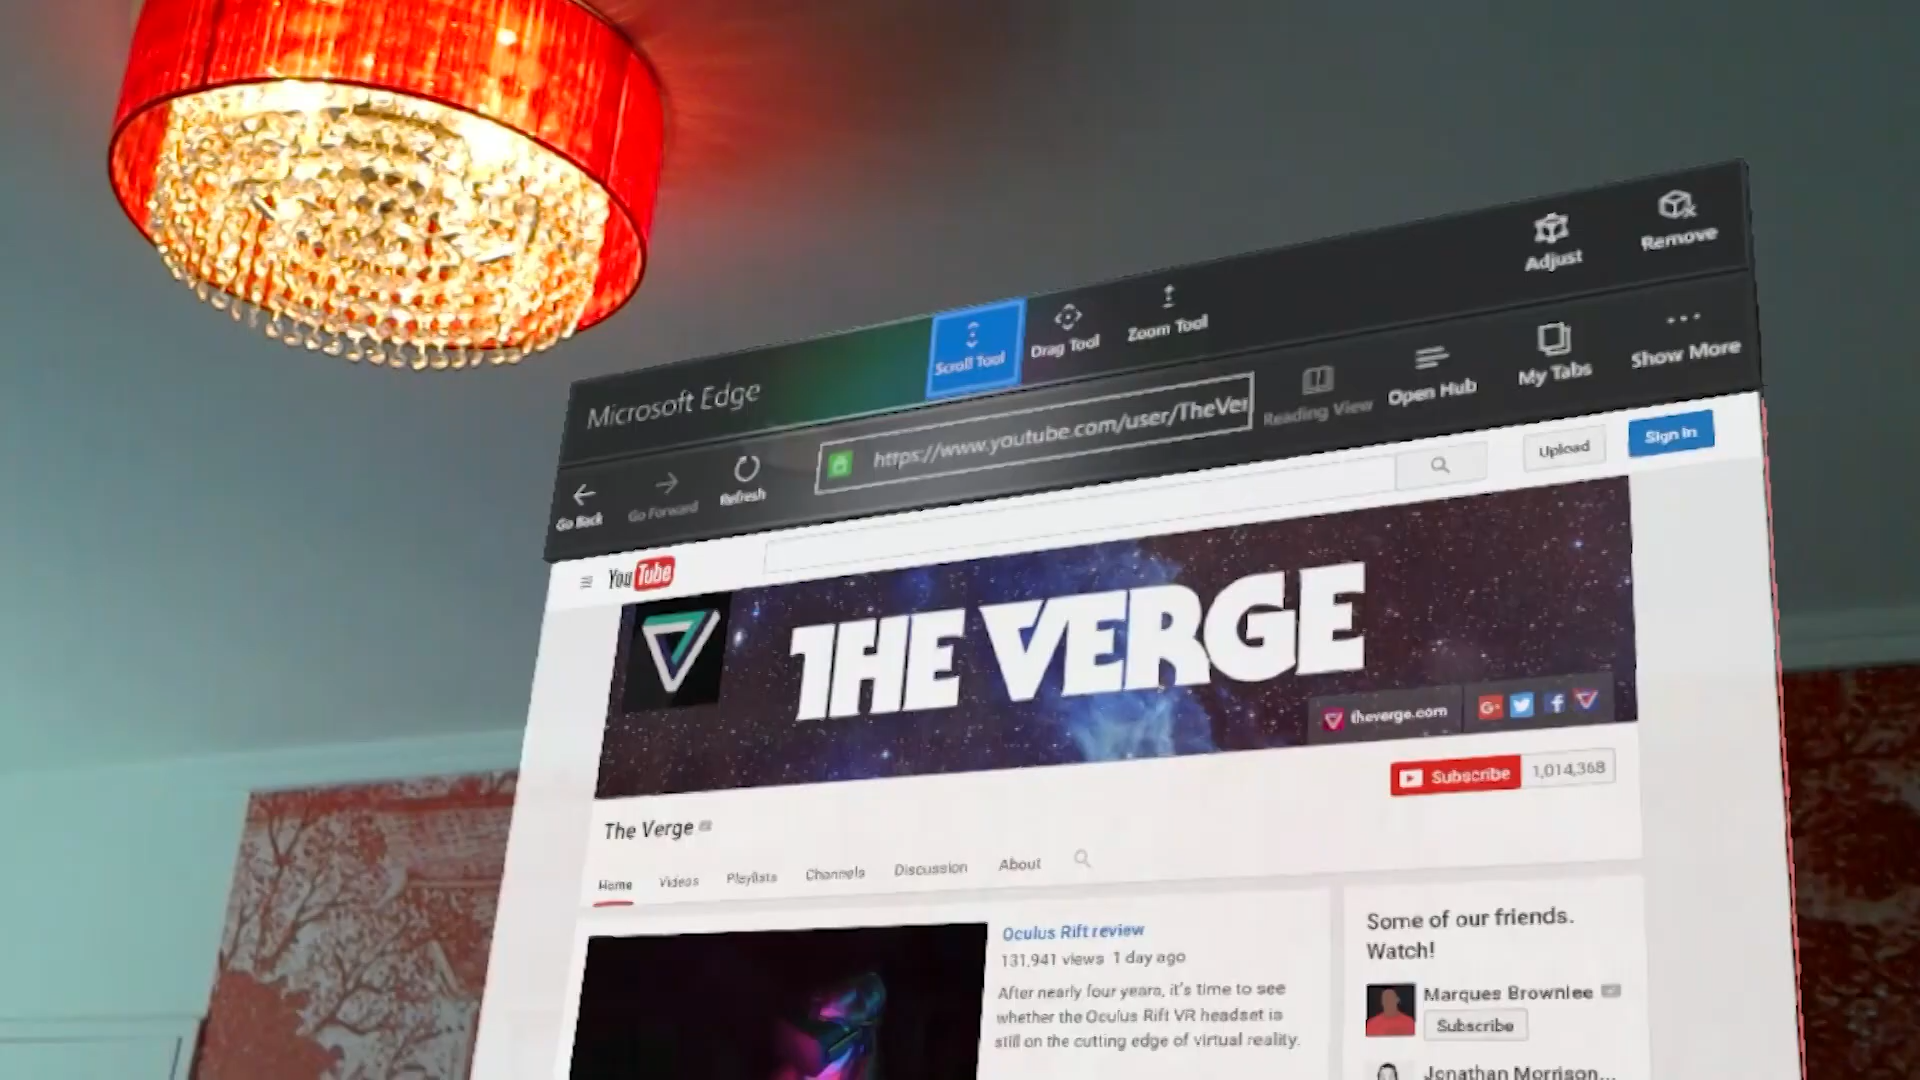 Adjust
Remove
Microsoft Edge
Scroll Tool
Drag Tool
Zoom Tool
Go Back
Go Forward
Refresh
https://www.youtube.com/user/TheVer
Reading View
Open Hub
My Tabs
Show More
YouTube
Upload
Sign In
THE VERGE
theverge.com
G+
Subscribe
1,014,368
The Verge
Home
Videos
Playlists
Channels
Discussion
About
Oculus Rift review
131,941 views 1 day ago
After nearly four years, it's time to see
whether the Oculus Rift VR headset is
still on the cutting edge of virtual reality.
Some of our friends.
Watch!
Marques Brownlee
Subscribe
Jonathan Morrison...